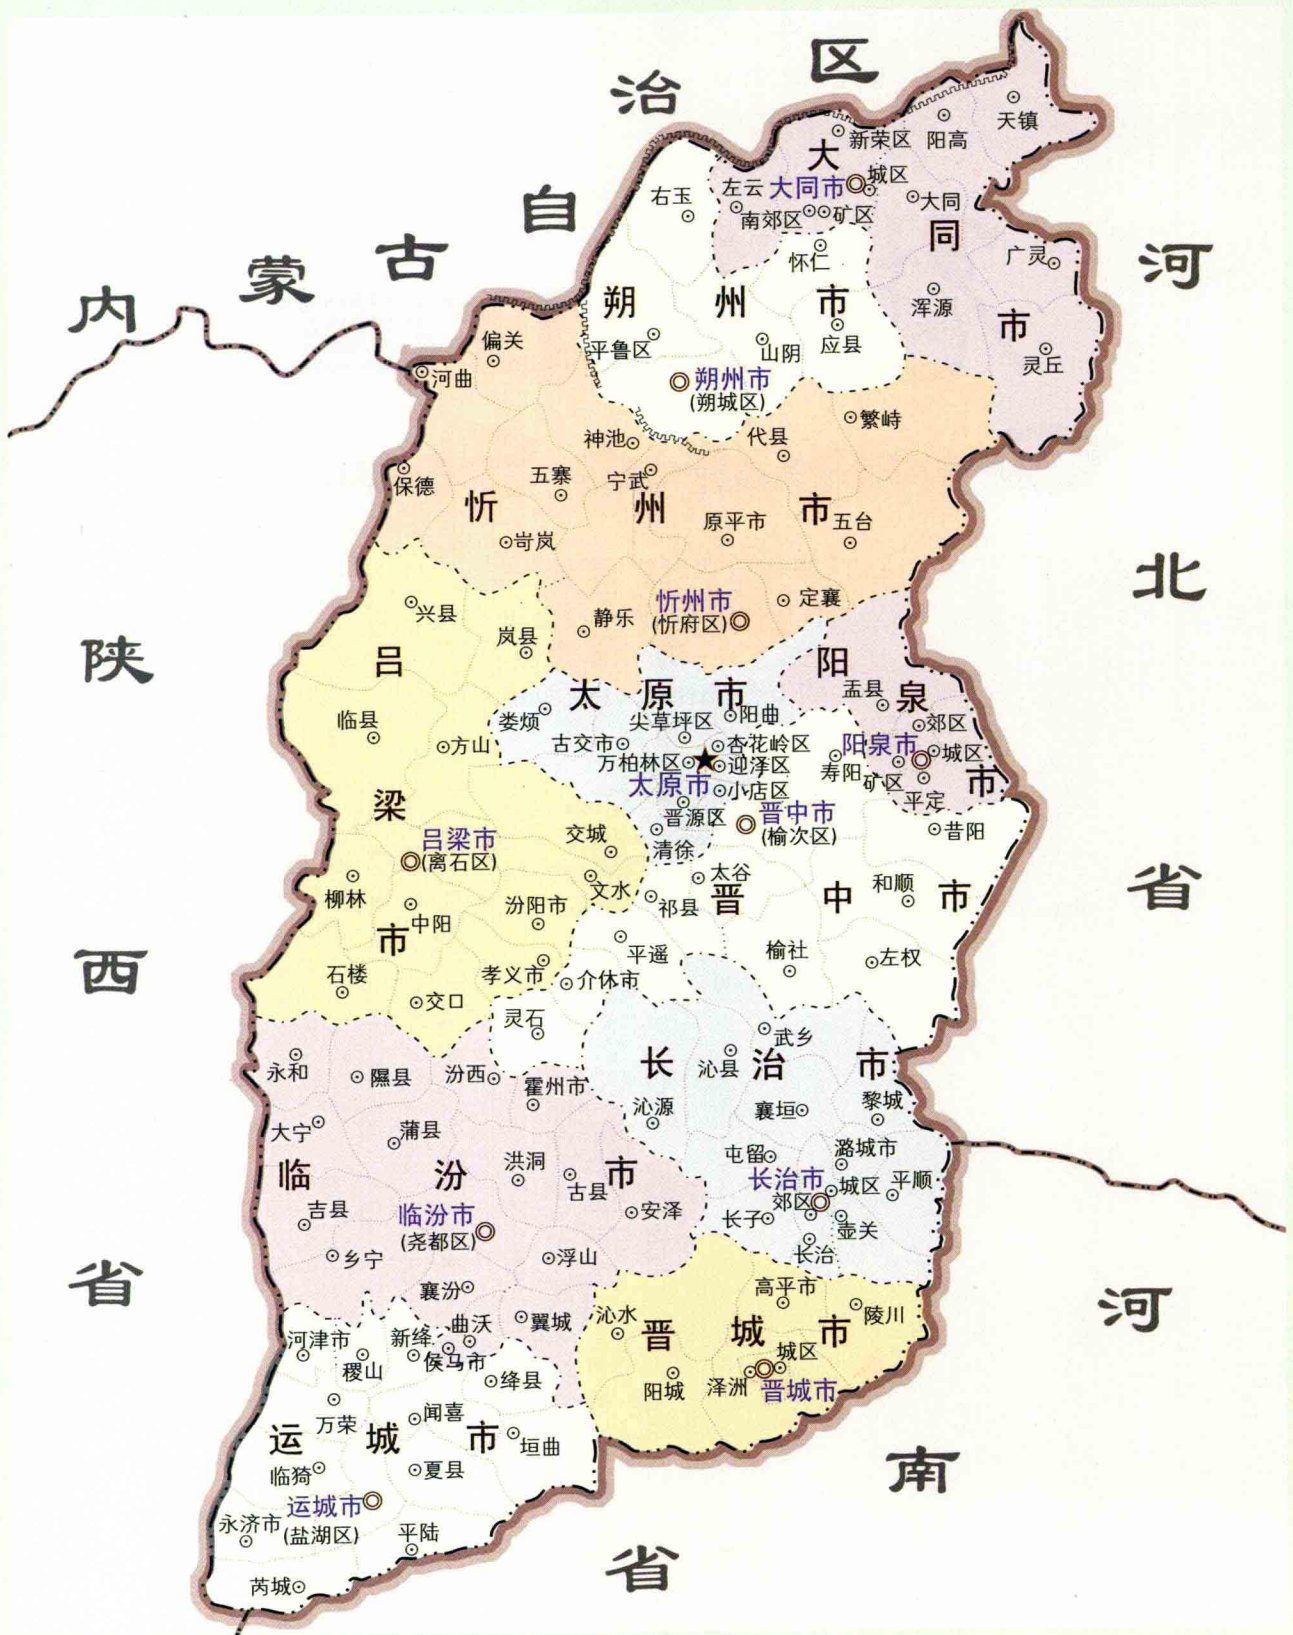 内蒙古自治区
河北省
陕西省
河南省
天镇
阳高
新荣区
大同市
大同市
城区
左云
南郊区
矿区
大同
右玉
怀仁
广灵
浑源
灵丘
朔州市
平鲁区
山阴
应县
朔州市
(朔城区)
偏关
河曲
繁峙
神池
代县
保德
五寨
宁武
忻州市
原平市
五台
岢岚
忻州市
(忻府区)
定襄
静乐
兴县
岚县
吕梁市
临县
方山
吕梁市
(离石区)
交城
文水
柳林
中阳
汾阳市
石楼
孝义市
交口
太原市
娄烦
尖草坪区
阳曲
古交市
杏花岭区
万柏林区
迎泽区
太原市
小店区
晋源区
清徐
阳泉市
盂县
郊区
阳泉市
城区
矿区
平定
寿阳
晋中市
(榆次区)
昔阳
太谷
晋中市
和顺
祁县
平遥
榆社
左权
介休市
灵石
长治市
武乡
沁县
沁源
襄垣
黎城
屯留
潞城市
长治市
城区
平顺
郊区
长子
壶关
长治
永和
隰县
汾西
霍州市
大宁
蒲县
临汾市
洪洞
古县
吉县
临汾市
(尧都区)
安泽
乡宁
浮山
襄汾
曲沃
翼城
侯马市
高平市
沁水
陵川
晋城市
城区
阳城
泽洲
晋城市
河津市
新绛
稷山
绛县
万荣
闻喜
运城市
垣曲
临猗
夏县
运城市
(盐湖区)
永济市
平陆
芮城